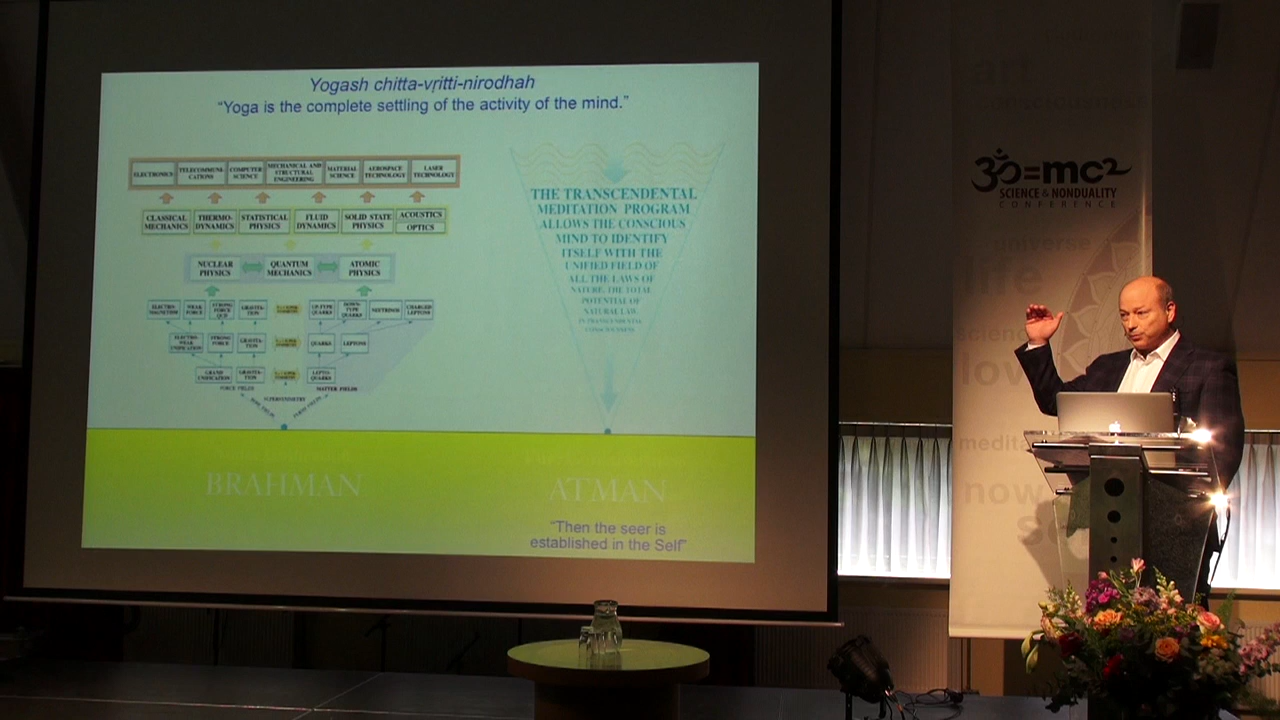 Yogash chitta-vṛitti-nirodhah
“Yoga is the complete settling of the activity of the mind.”
ELECTRONICS
TELECOMMUNI-
CATIONS
COMPUTER
SCIENCE
MECHANICAL AND
STRUCTURAL
ENGINEERING
MATERIAL
SCIENCE
AEROSPACE
TECHNOLOGY
LASER
TECHNOLOGY
CLASSICAL
MECHANICS
THERMO-
DYNAMICS
STATISTICAL
PHYSICS
FLUID
DYNAMICS
SOLID STATE
PHYSICS
ACOUSTICS
OPTICS
NUCLEAR
PHYSICS
QUANTUM
MECHANICS
ATOMIC
PHYSICS
ELECTRO-
MAGNETISM
WEAK
FORCE
STRONG
FORCE
QCD
GRAVITA-
TION
UP-TYPE
QUARKS
DOWN-
TYPE
QUARKS
NEUTRINOS
CHARGED
LEPTONS
ELECTRO-
WEAK
UNIFICATION
STRONG
FORCE
GRAVITA-
TION
QUARKS
LEPTONS
GRAND
UNIFICATION
GRAVITA-
TION
LEPTO-
QUARKS
FORCE FIELDS
MATTER FIELDS
SUPERSYMMETRY
THE TRANSCENDENTAL
MEDITATION PROGRAM
ALLOWS THE CONSCIOUS
MIND TO IDENTIFY
ITSELF WITH THE
UNIFIED FIELD OF
ALL THE LAWS OF
NATURE, THE TOTAL
POTENTIAL OF
NATURAL LAW
IN TRANSCENDENTAL
CONSCIOUSNESS
BRAHMAN
ATMAN
“Then the seer is
established in the Self”
ॐ=mc2
SCIENCE & NONDUALITY
CONFERENCE